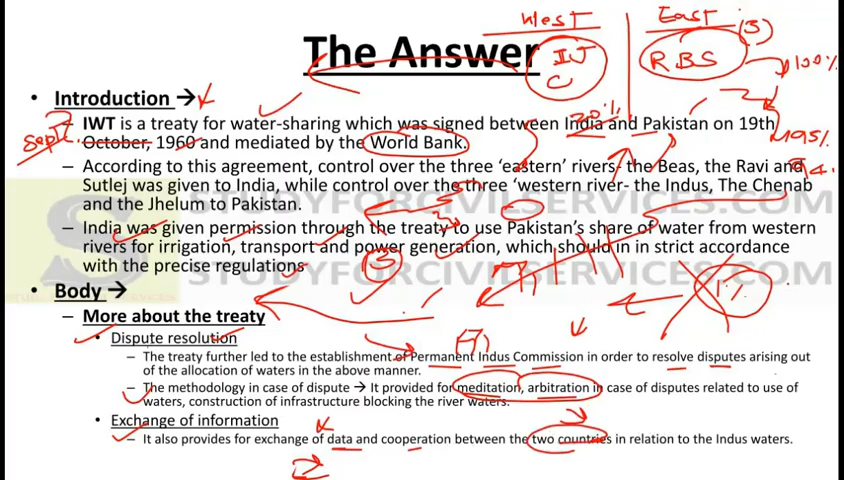 West
East
(3)
IJ
C
R.B.S
100%
The Answer
• Introduction →
20%
– IWT is a treaty for water-sharing which was signed between India and Pakistan on 19th
Sept
October, 1960 and mediated by the World Bank.
95%
94.
– According to this agreement, control over the three ‘eastern’ rivers- the Beas, the Ravi and
Sutlej was given to India, while control over the three ‘western river- the Indus, The Chenab
and the Jhelum to Pakistan.
STUDYFORCIVILSERVICES.COM
– India was given permission through the treaty to use Pakistan’s share of water from western
rivers for irrigation, transport and power generation, which should in in strict accordance
with the precise regulations
STUDYFORCIVILSERVICES.COM
(3)
1%
• Body →
– More about the treaty
• Dispute resolution
– The treaty further led to the establishment of Permanent Indus Commission in order to resolve disputes arising out
of the allocation of waters in the above manner.
– The methodology in case of dispute → It provided for meditation, arbitration in case of disputes related to use of
waters, construction of infrastructure blocking the river waters.
• Exchange of information
– It also provides for exchange of data and cooperation between the two countries in relation to the Indus waters.